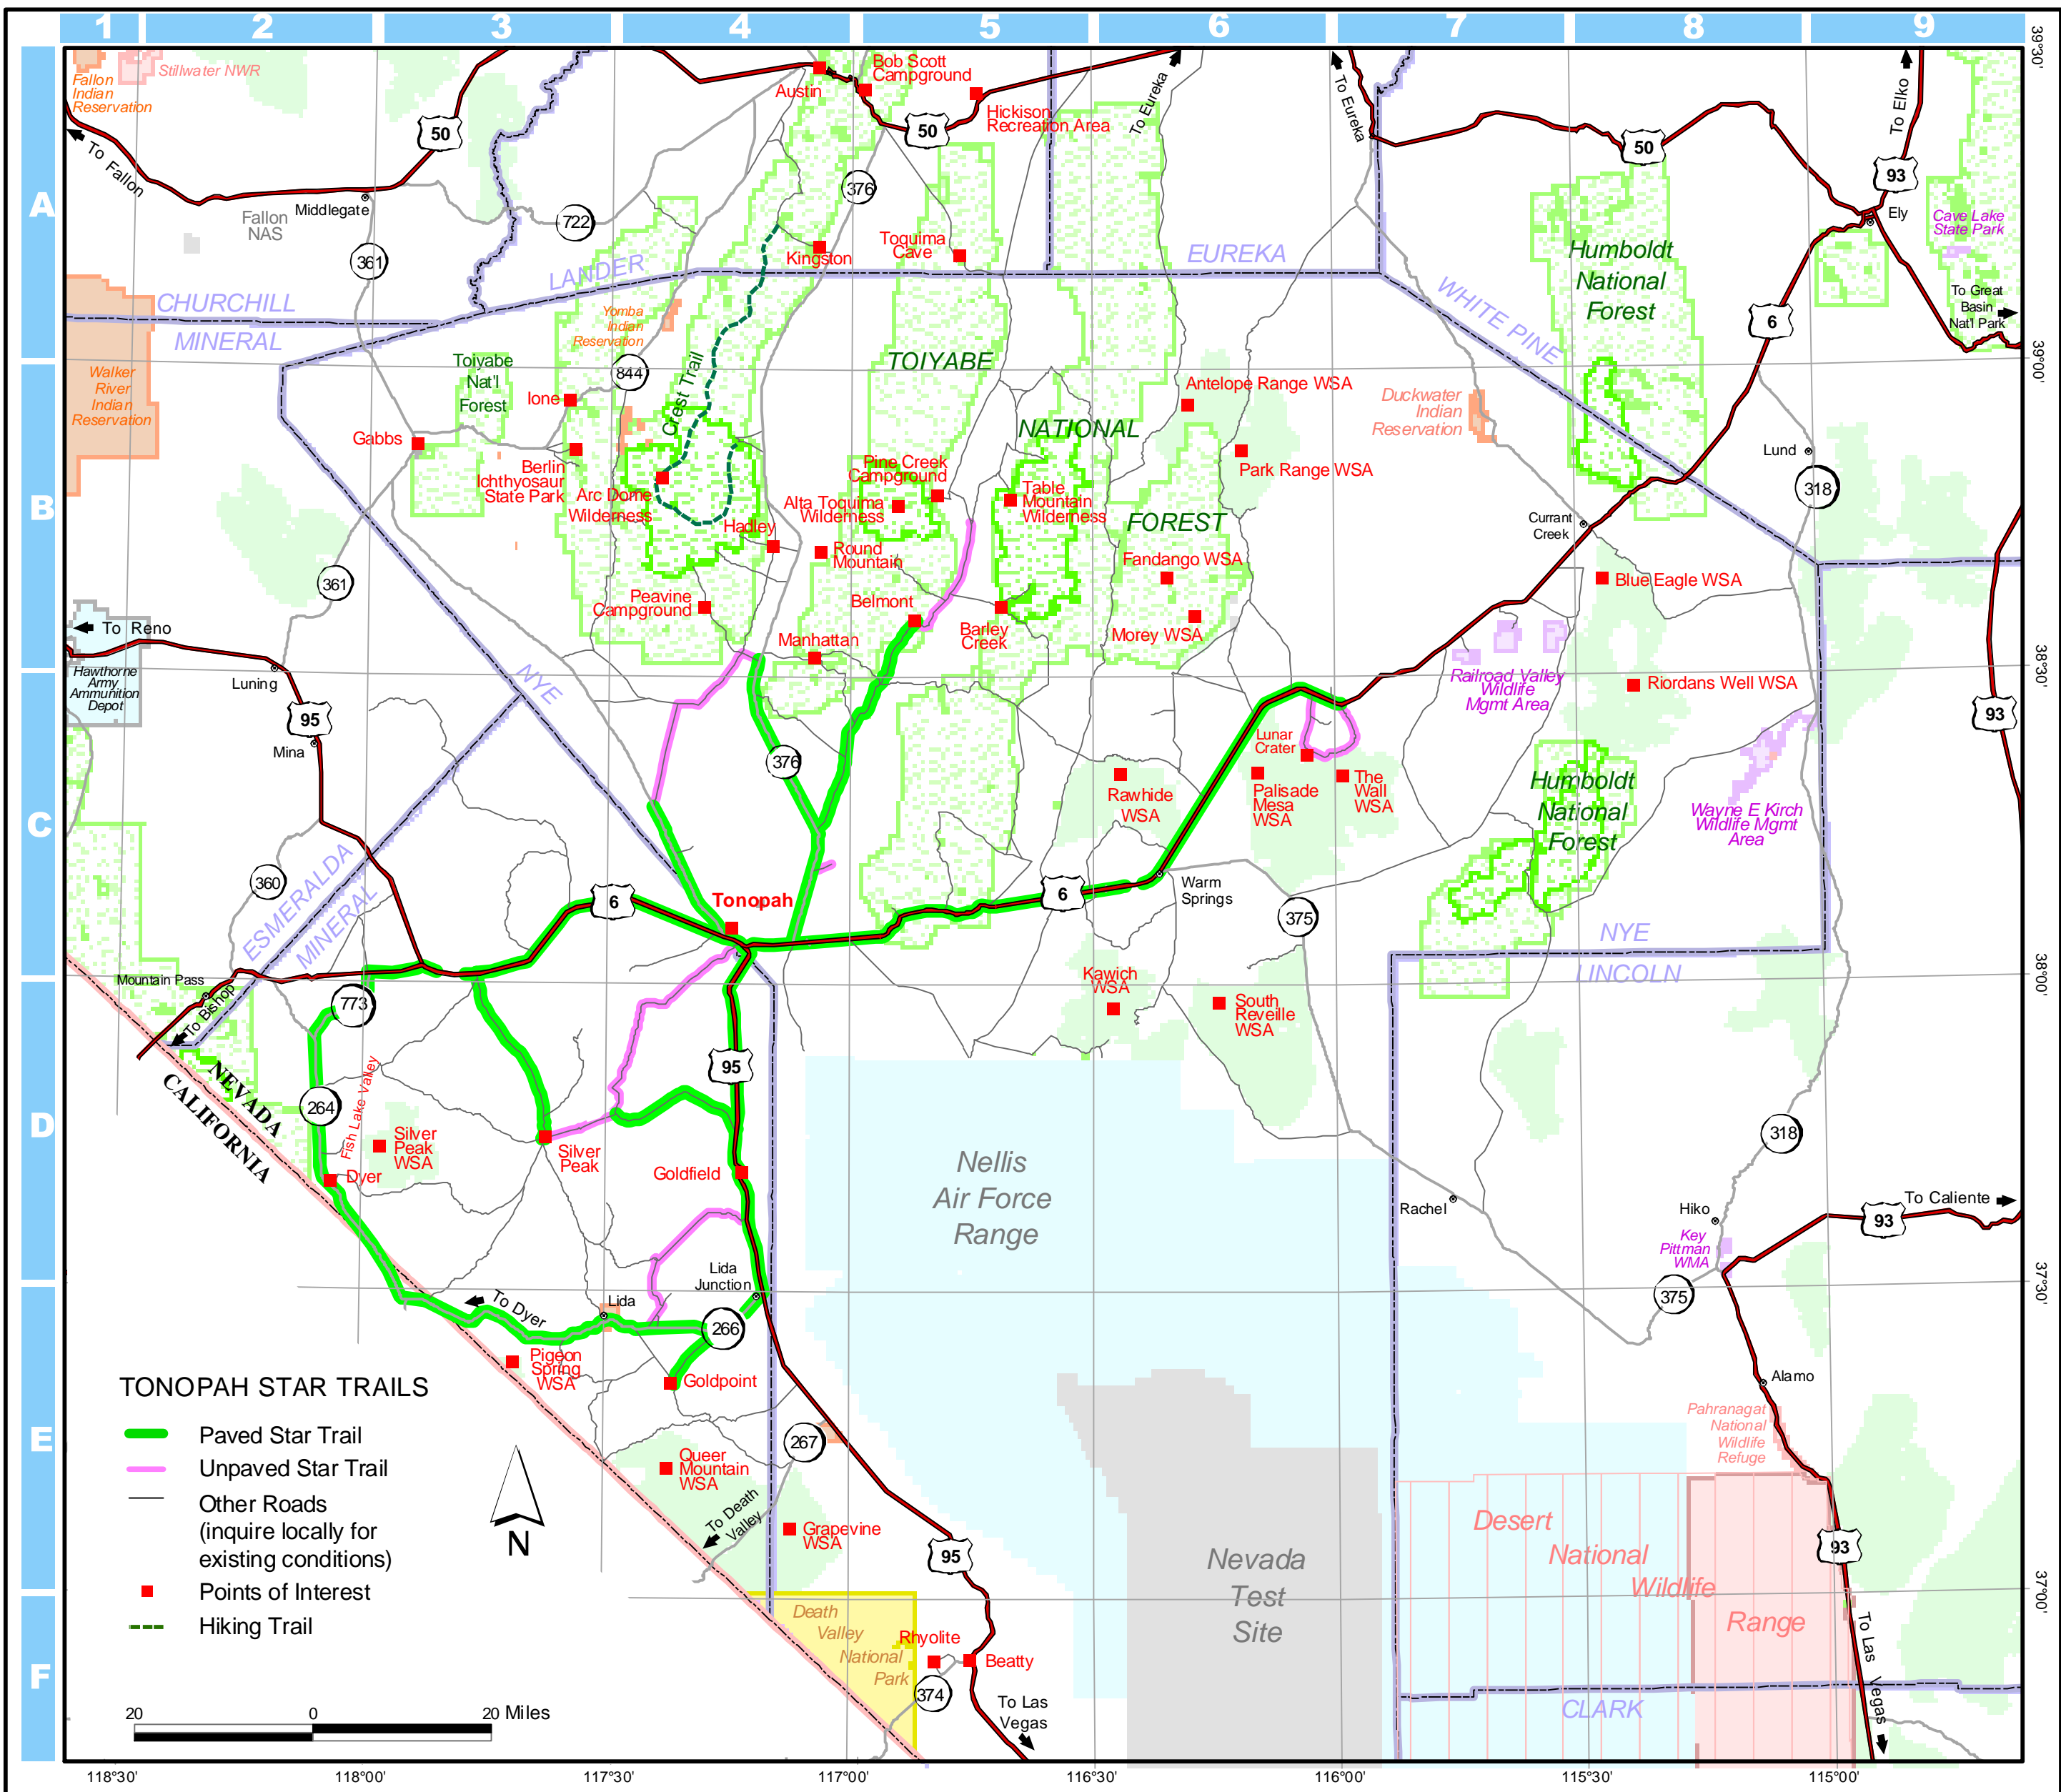 1 2 3 4 5 6 7 8 9
A
B
C
D
E
F
39°30'
39°00'
38°30'
38°00'
37°30'
37°00'
Fallon
Indian
Reservation
Stillwater NWR
To Fallon
50
Middlegate
Fallon
NAS
361
722
Austin
Bob Scott
Campground
50
Hickison
Recreation Area
To Eureka
To Eureka
50
To Elko
93
Ely
Cave Lake
State Park
376
Kingston
Toquima
Cave
LANDER
EUREKA
CHURCHILL
MINERAL
WHITE PINE
Humboldt
National
Forest
6
To Great
Basin
Nat'l Park
Yomba
Indian
Reservation
Walker
River
Indian
Reservation
Toiyabe
Nat'l
Forest
844
Crest Trail
TOIYABE
NATIONAL
FOREST
Ione
Gabbs
Berlin
Ichthyosaur
State Park
Arc Dome
Wilderness
Hadley
Pine Creek
Campground
Alta Toquima
Wilderness
Round
Mountain
Table
Mountain
Wilderness
Antelope Range WSA
Park Range WSA
Duckwater
Indian
Reservation
Lund
318
Currant
Creek
Fandango WSA
Blue Eagle WSA
361
Peavine
Campground
Belmont
Manhattan
Barley
Creek
Morey WSA
To Reno
Hawthorne
Army
Ammunition
Depot
Luning
95
Mina
NYE
Railroad Valley
Wildlife
Mgmt Area
Riordans Well WSA
93
376
Lunar
Crater
Rawhide
WSA
Palisade
Mesa
WSA
The
Wall
WSA
Humboldt
National
Forest
Wayne E Kirch
Wildlife Mgmt
Area
360
ESMERALDA
MINERAL
6
Tonopah
6
Warm
Springs
375
NYE
LINCOLN
Mountain Pass
To Bishop
773
Kawich
WSA
South
Reveille
WSA
NEVADA
CALIFORNIA
264
Fish Lake Valley
Silver
Peak
WSA
Dyer
Silver
Peak
95
Goldfield
Nellis
Air Force
Range
318
Rachel
Hiko
To Caliente
93
Key
Pittman
WMA
375
Lida
Junction
To Dyer
Lida
266
Pigeon
Spring
WSA
Goldpoint
Alamo
Pahranagat
National
Wildlife
Refuge
TONOPAH STAR TRAILS
Paved Star Trail
Unpaved Star Trail
Other Roads
(inquire locally for
existing conditions)
Points of Interest
Hiking Trail
N
267
Queer
Mountain
WSA
To Death
Valley
Grapevine
WSA
95
Nevada
Test
Site
Desert
National
Wildlife
Range
93
Death
Valley
National
Park
Rhyolite
Beatty
374
To Las
Vegas
CLARK
To Las Vegas
20 0 20 Miles
118°30' 118°00' 117°30' 117°00' 116°30' 116°00' 115°30' 115°00'